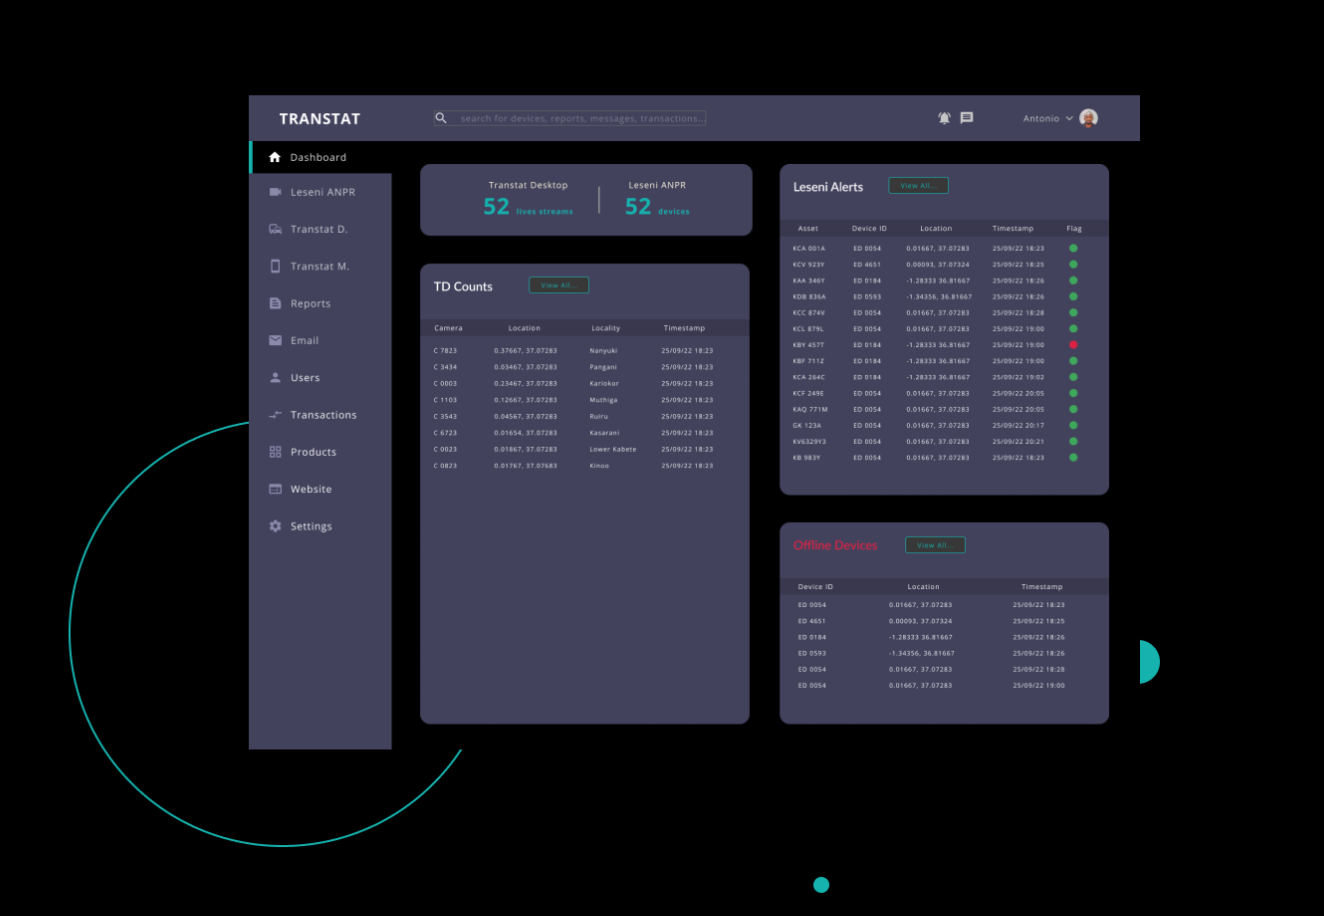 TRANSTAT
search for devices, reports, messages, transactions...
Antonio
Dashboard
Leseni ANPR
Transtat D.
Transtat M.
Reports
Email
Users
Transactions
Products
Website
Settings
Transtat Desktop
52 lives streams
Leseni ANPR
52 devices
TD Counts
View All...
Camera Location Locality Timestamp
C 7823 0.37667, 37.07283 Nanyuki 25/09/22 18:23
C 3434 0.03467, 37.07283 Pangani 25/09/22 18:23
C 0003 0.23467, 37.07283 Kariokor 25/09/22 18:23
C 1103 0.12667, 37.07283 Muthiga 25/09/22 18:23
C 3543 0.04567, 37.07283 Ruiru 25/09/22 18:23
C 6723 0.01654, 37.07283 Kasarani 25/09/22 18:23
C 0023 0.01867, 37.07283 Lower Kabete 25/09/22 18:23
C 0823 0.01767, 37.07683 Kinoo 25/09/22 18:23
Leseni Alerts
View All...
Asset Device ID Location Timestamp Flag
KCA 001A ED 0054 0.01667, 37.07283 25/09/22 18:23
KCV 923Y ED 4651 0.00093, 37.07324 25/09/22 18:25
KAA 346Y ED 0184 -1.28333 36.81667 25/09/22 18:26
KDB 836A ED 0593 -1.34356, 36.81667 25/09/22 18:26
KCC 874V ED 0054 0.01667, 37.07283 25/09/22 18:28
KCL 879L ED 0054 0.01667, 37.07283 25/09/22 19:00
KBY 457T ED 0184 -1.28333 36.81667 25/09/22 19:00
KBF 711Z ED 0184 -1.28333 36.81667 25/09/22 19:00
KCA 264C ED 0184 -1.28333 36.81667 25/09/22 19:02
KCF 249E ED 0054 0.01667, 37.07283 25/09/22 20:05
KAQ 771M ED 0054 0.01667, 37.07283 25/09/22 20:05
GK 123A ED 0054 0.01667, 37.07283 25/09/22 20:17
KV6329Y3 ED 0054 0.01667, 37.07283 25/09/22 20:21
KB 983Y ED 0054 0.01667, 37.07283 25/09/22 18:23
Offline Devices
View All...
Device ID Location Timestamp
ED 0054 0.01667, 37.07283 25/09/22 18:23
ED 4651 0.00093, 37.07324 25/09/22 18:25
ED 0184 -1.28333 36.81667 25/09/22 18:26
ED 0593 -1.34356, 36.81667 25/09/22 18:26
ED 0054 0.01667, 37.07283 25/09/22 18:28
ED 0054 0.01667, 37.07283 25/09/22 19:00